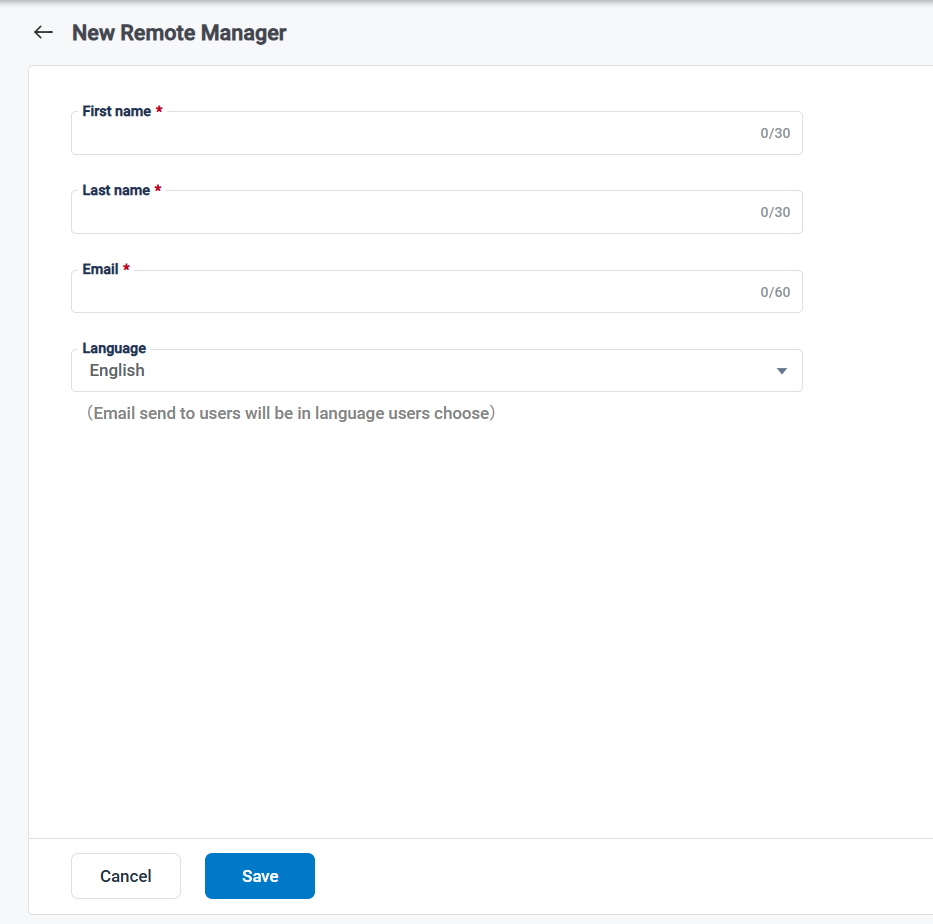 New Remote Manager
First name *
0/30
Last name *
0/30
Email *
0/60
Language
English
（Email send to users will be in language users choose）
Cancel
Save